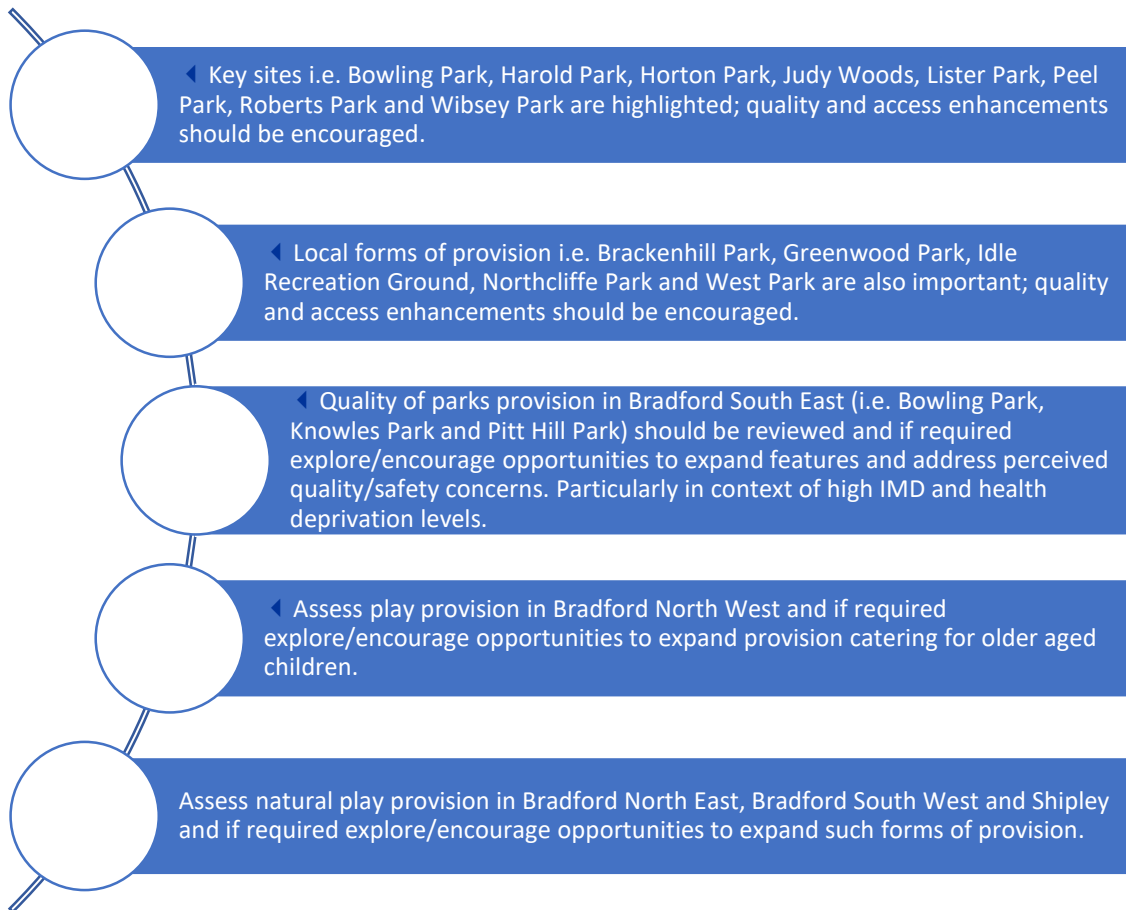 Key sites i.e. Bowling Park, Harold Park, Horton Park, Judy Woods, Lister Park, Peel
Park, Roberts Park and Wibsey Park are highlighted; quality and access enhancements
should be encouraged.
Local forms of provision i.e. Brackenhill Park, Greenwood Park, Idle
Recreation Ground, Northcliffe Park and West Park are also important; quality
and access enhancements should be encouraged.
Quality of parks provision in Bradford South East (i.e. Bowling Park,
Knowles Park and Pitt Hill Park) should be reviewed and if required
explore/encourage opportunities to expand features and address perceived
quality/safety concerns. Particularly in context of high IMD and health
deprivation levels.
Assess play provision in Bradford North West and if required
explore/encourage opportunities to expand provision catering for older aged
children.
Assess natural play provision in Bradford North East, Bradford South West and Shipley
and if required explore/encourage opportunities to expand such forms of provision.